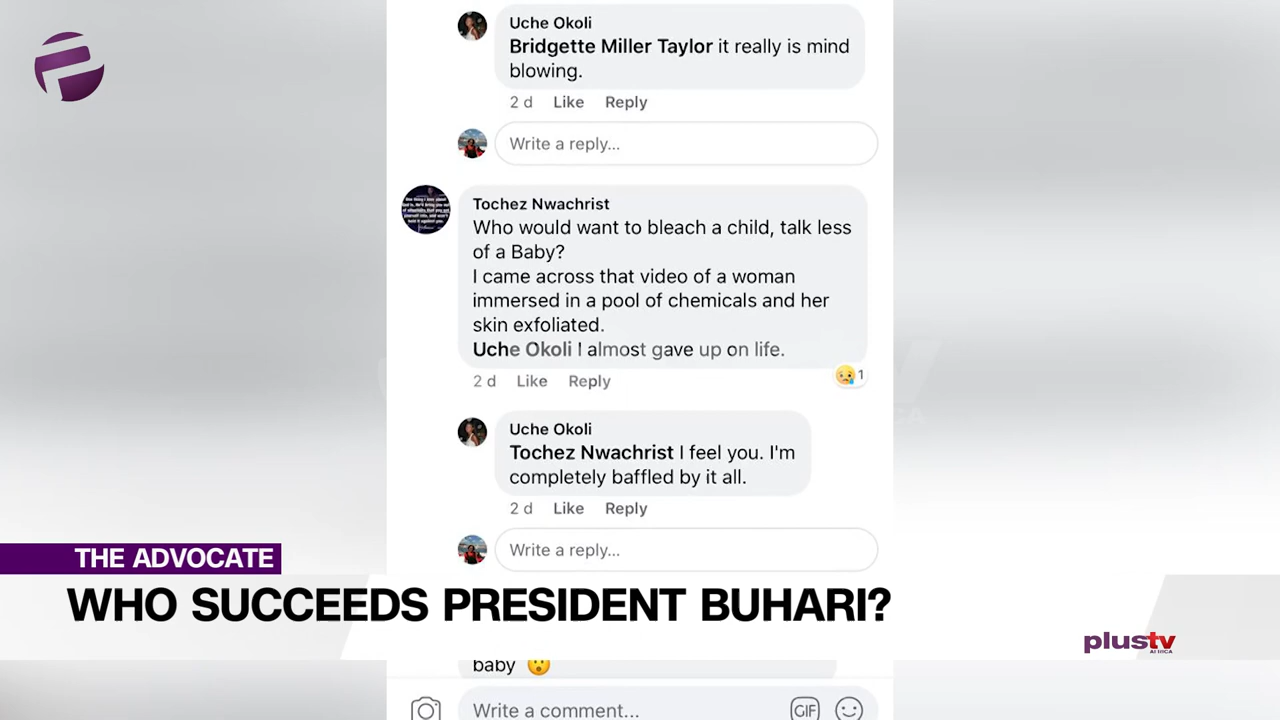 Uche Okoli
Bridgette Miller Taylor it really is mind
blowing.
2 d Like Reply
Write a reply...
Tochez Nwachrist
Who would want to bleach a child, talk less
of a Baby?
I came across that video of a woman
immersed in a pool of chemicals and her
skin exfoliated.
Uche Okoli I almost gave up on life.
2 d Like Reply
1
Uche Okoli
Tochez Nwachrist I feel you. I'm
completely baffled by it all.
2 d Like Reply
Write a reply...
THE ADVOCATE
WHO SUCCEEDS PRESIDENT BUHARI?
plustv
AFRICA
baby 😮
Write a comment...
GIF